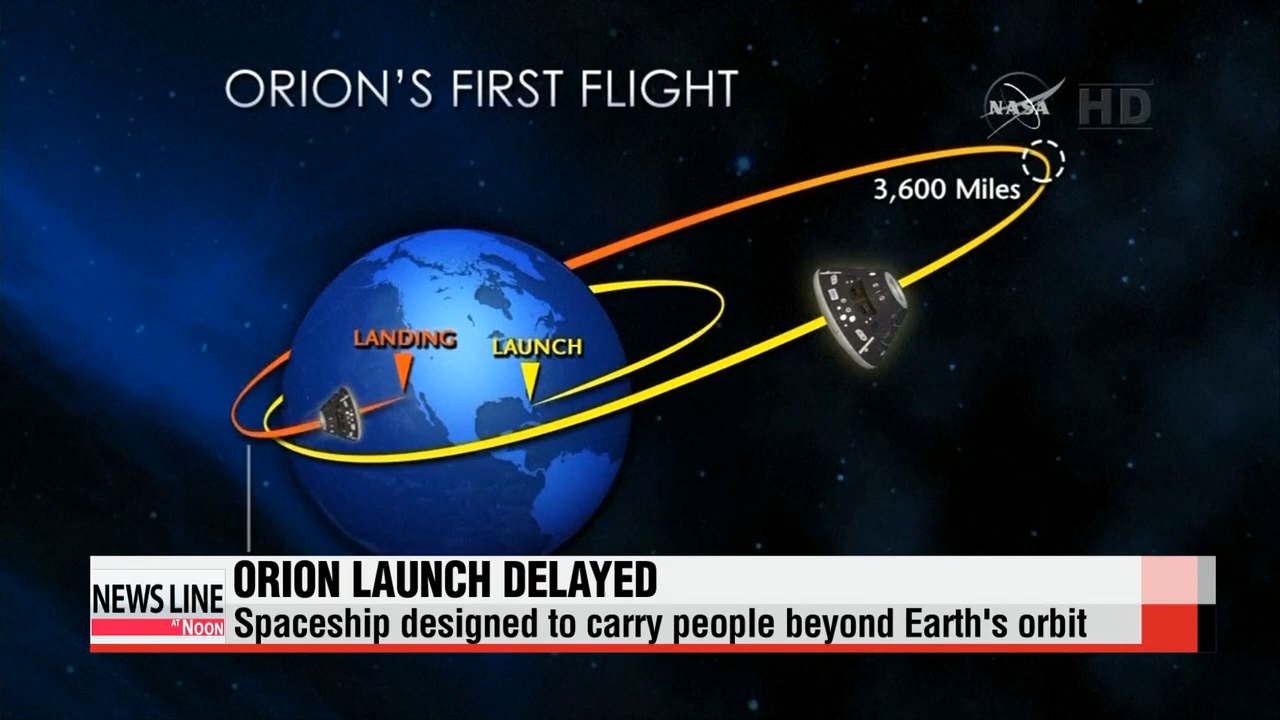 ORION'S FIRST FLIGHT
NASA HD
3,600 Miles
LANDING
LAUNCH
NEWS LINE
AT NOON
ORION LAUNCH DELAYED
Spaceship designed to carry people beyond Earth's orbit